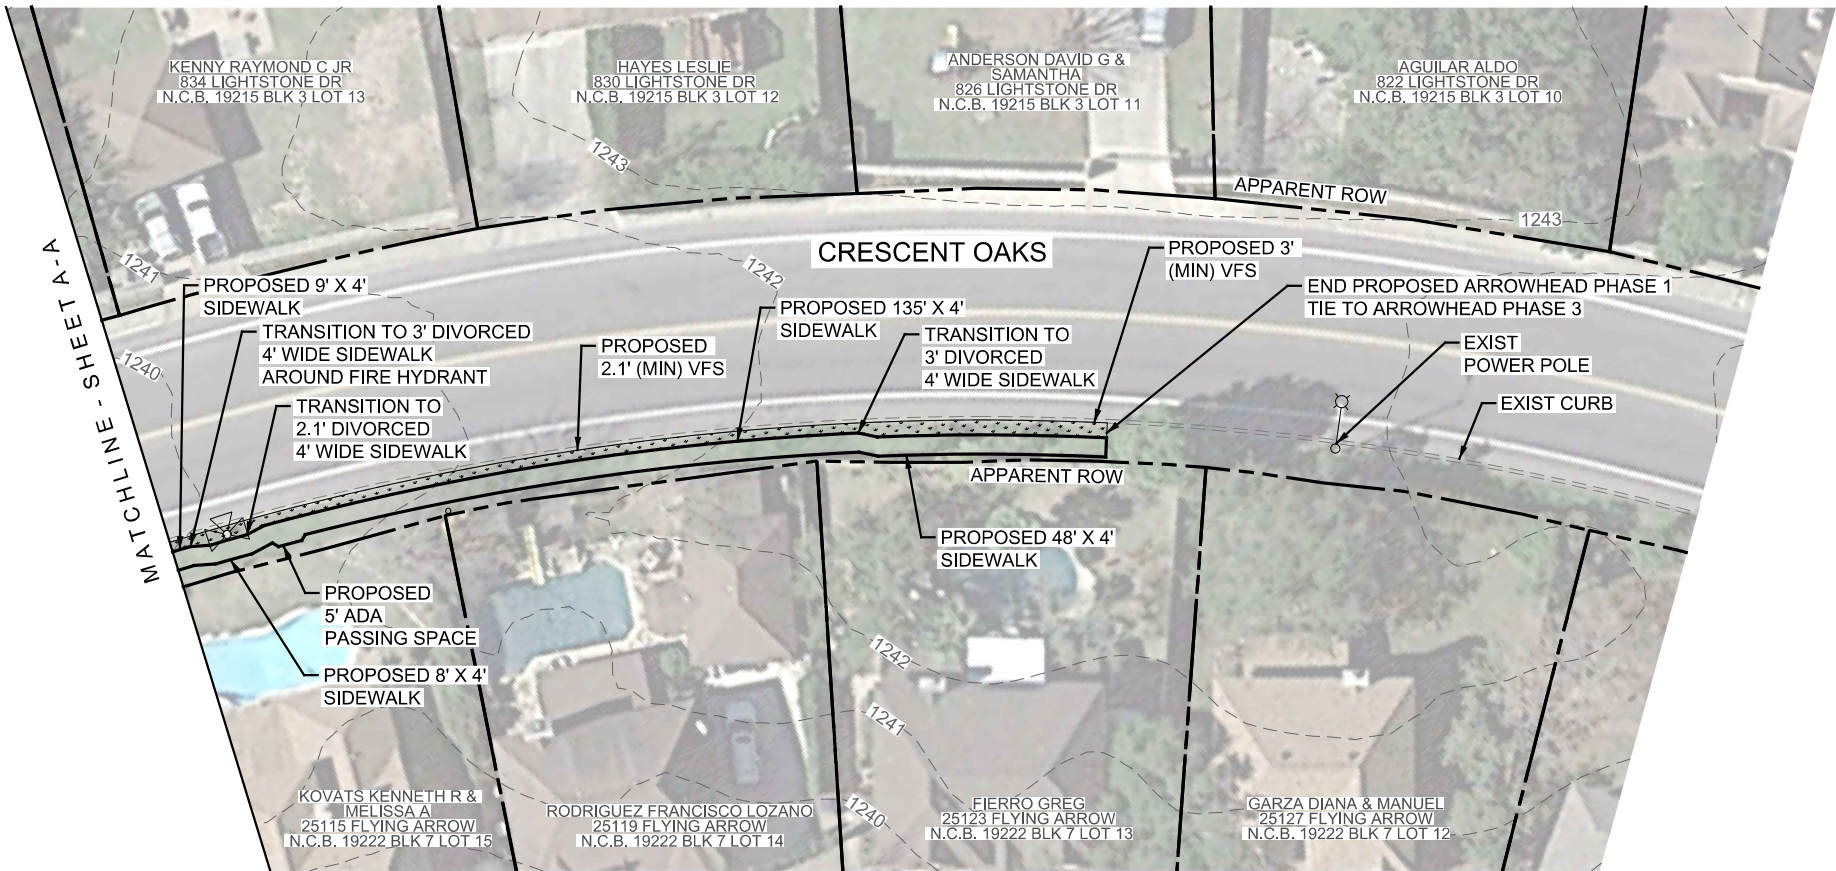 KENNY RAYMOND C JR
834 LIGHTSTONE DR
N.C.B. 19215 BLK 3 LOT 13
HAYES LESLIE
830 LIGHTSTONE DR
N.C.B. 19215 BLK 3 LOT 12
ANDERSON DAVID G &
SAMANTHA
826 LIGHTSTONE DR
N.C.B. 19215 BLK 3 LOT 11
AGUILAR ALDO
822 LIGHTSTONE DR
N.C.B. 19215 BLK 3 LOT 10
1243
APPARENT ROW
1243
CRESCENT OAKS
1241
1242
1240
MATCHLINE - SHEET A-A
PROPOSED 9' X 4'
SIDEWALK
TRANSITION TO 3' DIVORCED
4' WIDE SIDEWALK
AROUND FIRE HYDRANT
TRANSITION TO
2.1' DIVORCED
4' WIDE SIDEWALK
PROPOSED
2.1' (MIN) VFS
PROPOSED 135' X 4'
SIDEWALK
TRANSITION TO
3' DIVORCED
4' WIDE SIDEWALK
PROPOSED 3'
(MIN) VFS
END PROPOSED ARROWHEAD PHASE 1
TIE TO ARROWHEAD PHASE 3
EXIST
POWER POLE
EXIST CURB
APPARENT ROW
PROPOSED 48' X 4'
SIDEWALK
PROPOSED
5' ADA
PASSING SPACE
PROPOSED 8' X 4'
SIDEWALK
1242
1241
1240
KOVATS KENNETH R &
MELISSA A
25115 FLYING ARROW
N.C.B. 19222 BLK 7 LOT 15
RODRIGUEZ FRANCISCO LOZANO
25119 FLYING ARROW
N.C.B. 19222 BLK 7 LOT 14
FIERRO GREG
25123 FLYING ARROW
N.C.B. 19222 BLK 7 LOT 13
GARZA DIANA & MANUEL
25127 FLYING ARROW
N.C.B. 19222 BLK 7 LOT 12